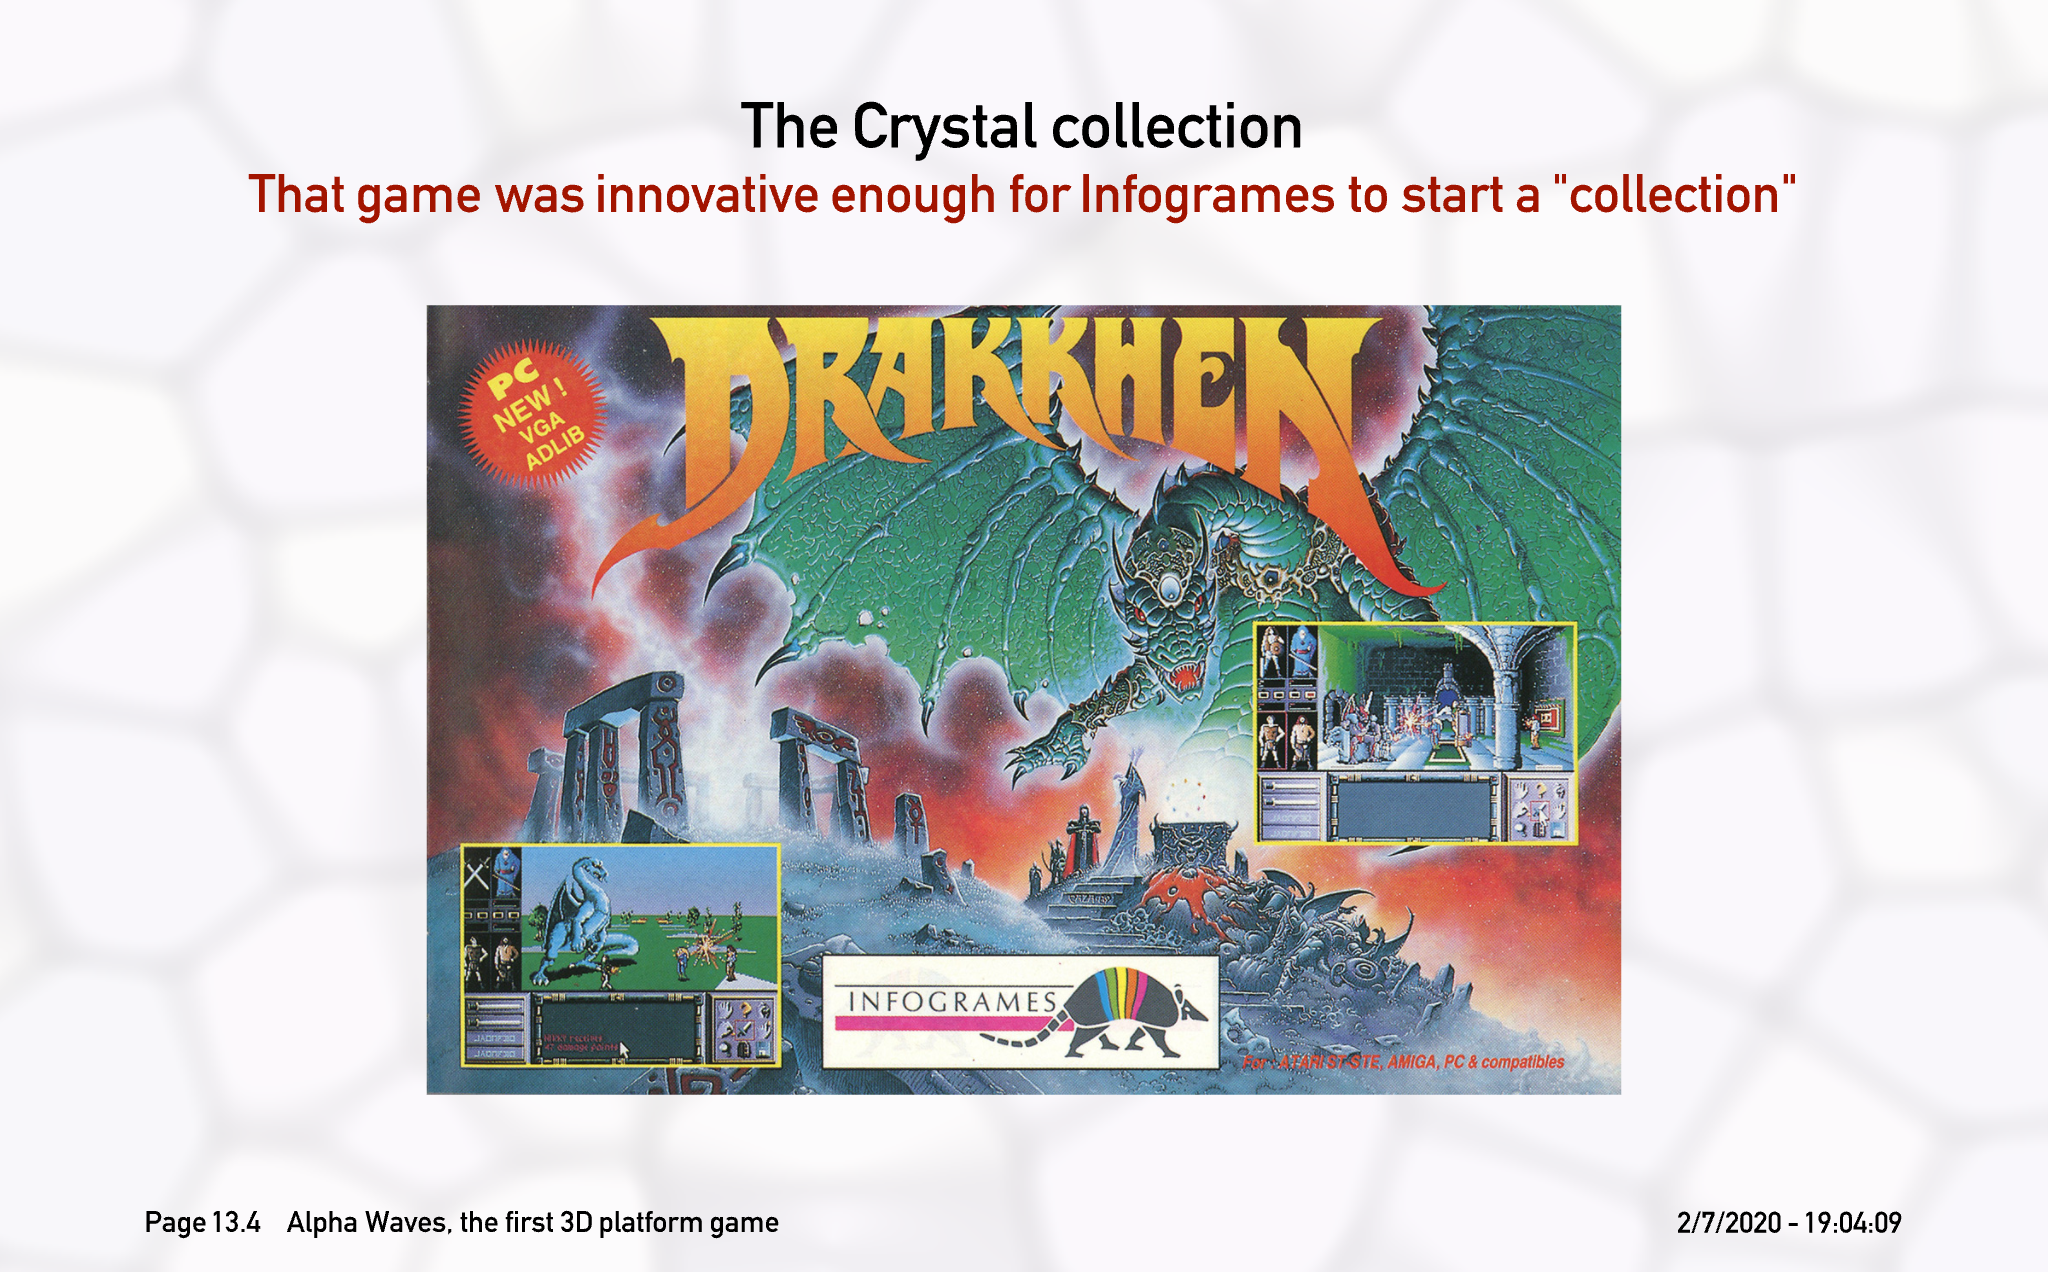 The Crystal collection
That game was innovative enough for Infogrames to start a "collection"
DRAKKHEN
PC
NEW !
VGA
ADLIB
INFOGRAMES
For : ATARI ST-STE, AMIGA, PC & compatibles
Page 13.4 Alpha Waves, the first 3D platform game
2/7/2020 - 19:04:09